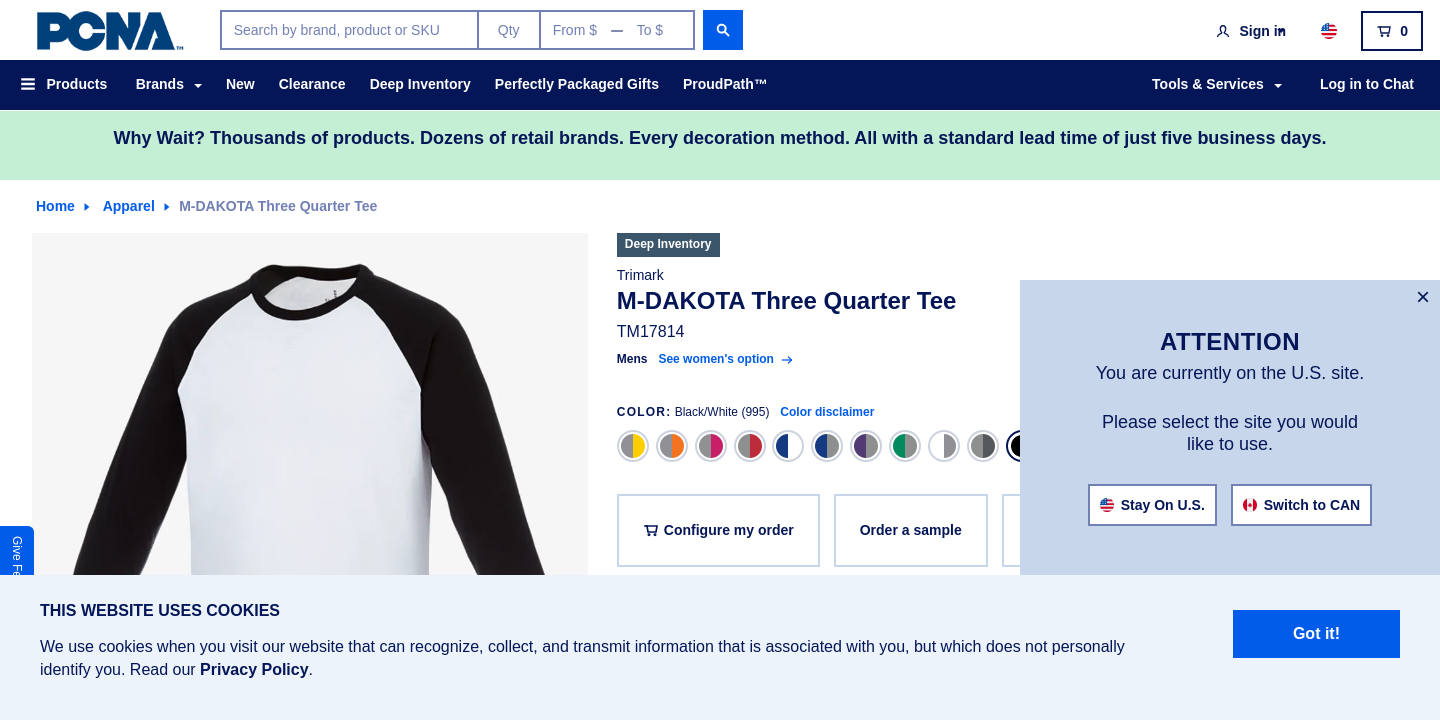 PCNA™
Search by brand, product or SKU
Qty
From $ — To $
Sign in
0
Products
Brands
New
Clearance
Deep Inventory
Perfectly Packaged Gifts
ProudPath™
Tools & Services
Log in to Chat
Why Wait? Thousands of products. Dozens of retail brands. Every decoration method. All with a standard lead time of just five business days.
Home
Apparel
M-DAKOTA Three Quarter Tee
Deep Inventory
Trimark
M-DAKOTA Three Quarter Tee
TM17814
Mens See women's option
COLOR: Black/White (995) Color disclaimer
Configure my order
Order a sample
ATTENTION
You are currently on the U.S. site.
Please select the site you would
like to use.
Stay On U.S.
Switch to CAN
Give Fe
THIS WEBSITE USES COOKIES
We use cookies when you visit our website that can recognize, collect, and transmit information that is associated with you, but which does not personally
identify you. Read our Privacy Policy.
Got it!